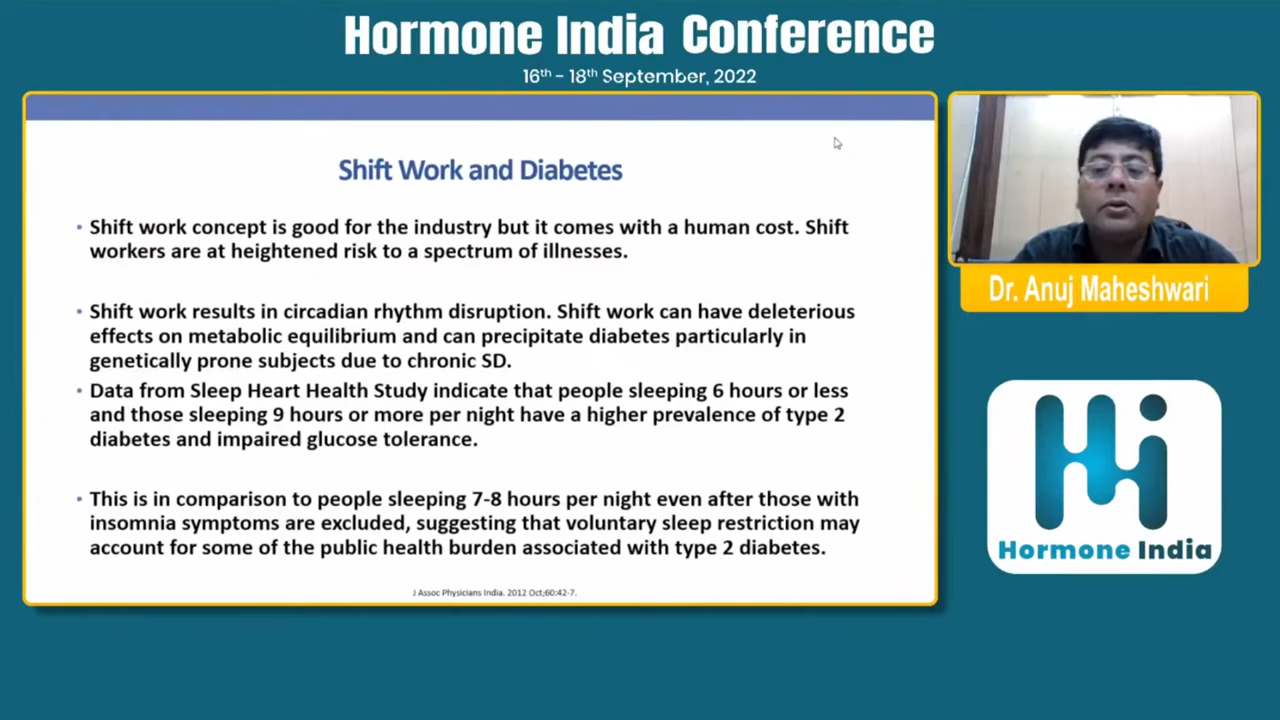 Hormone India Conference
16th - 18th September, 2022
Shift Work and Diabetes
• Shift work concept is good for the industry but it comes with a human cost. Shift
workers are at heightened risk to a spectrum of illnesses.
• Shift work results in circadian rhythm disruption. Shift work can have deleterious
effects on metabolic equilibrium and can precipitate diabetes particularly in
genetically prone subjects due to chronic SD.
• Data from Sleep Heart Health Study indicate that people sleeping 6 hours or less
and those sleeping 9 hours or more per night have a higher prevalence of type 2
diabetes and impaired glucose tolerance.
• This is in comparison to people sleeping 7-8 hours per night even after those with
insomnia symptoms are excluded, suggesting that voluntary sleep restriction may
account for some of the public health burden associated with type 2 diabetes.
J Assoc Physicians India. 2012 Oct;60:42-7.
Dr. Anuj Maheshwari
Hi
Hormone India